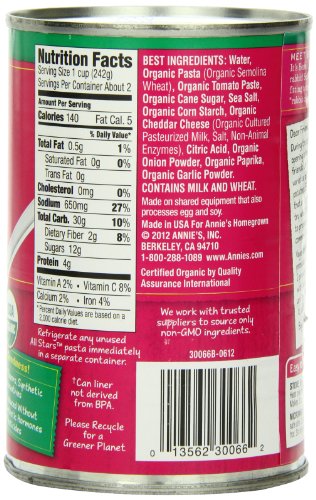 Nutrition Facts
Serving Size 1 cup (242g)
Servings Per Container About 2
Amount Per Serving
Calories 140 Fat Cal. 5
% Daily Value*
Total Fat 0.5g 1%
Saturated Fat 0g 0%
Trans Fat 0g
Cholesterol 0mg 0%
Sodium 650mg 27%
Total Carb. 30g 10%
Dietary Fiber 2g 8%
Sugars 12g
Protein 4g
Vitamin A 2% • Vitamin C 8%
Calcium 2% • Iron 4%
*Percent Daily Values are based on a
2,000 calorie diet.
Refrigerate any unused
All Stars™ pasta immediately
in a separate container.
†Can liner
not derived
from BPA.
Please Recycle
for a
Greener Planet
BEST INGREDIENTS: Water,
Organic Pasta (Organic Semolina
Wheat), Organic Tomato Paste,
Organic Cane Sugar, Sea Salt,
Organic Corn Starch, Organic
Cheddar Cheese (Organic Cultured
Pasteurized Milk, Salt, Non-Animal
Enzymes), Citric Acid, Organic
Onion Powder, Organic Paprika,
Organic Garlic Powder.
CONTAINS MILK AND WHEAT.
Made on shared equipment that also
processes egg and soy.
Made in USA For Annie's Homegrown
© 2012 ANNIE'S, INC.
BERKELEY, CA 94710
1-800-288-1089 www.Annies.com
Certified Organic by Quality
Assurance International
We work with trusted
suppliers to source only
non-GMO ingredients.
30066B-0612
0 13562 30066 2
Synthetic
Without
Hormones
MEET
Easy